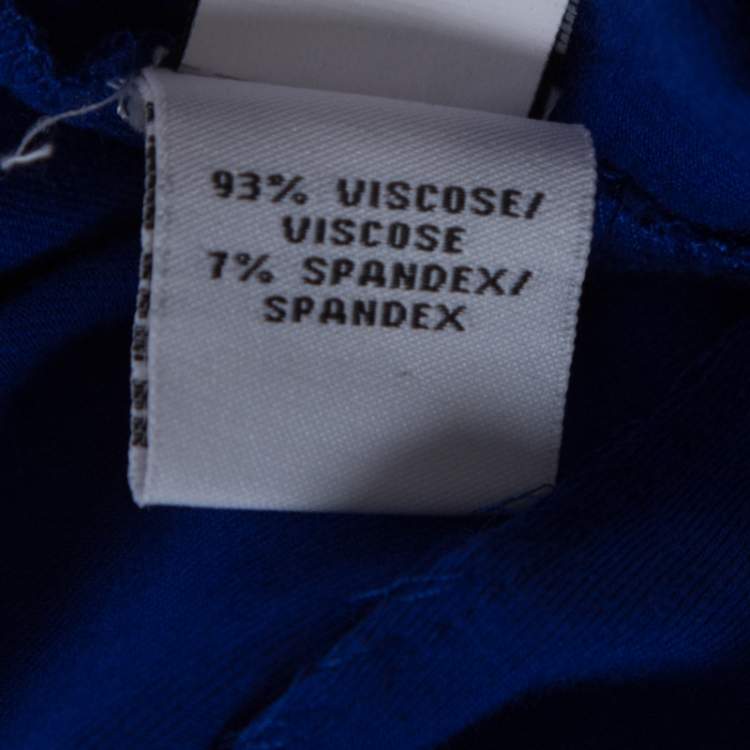 93% VISCOSE/
VISCOSE
7% SPANDEX/
SPANDEX